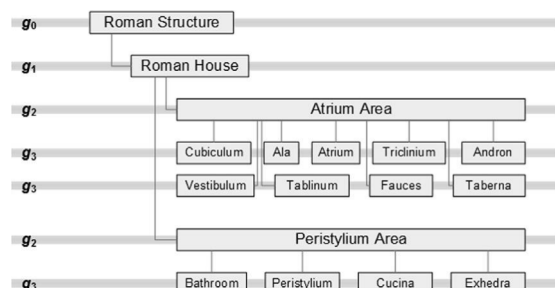 g0 Roman Structure
g1 Roman House
g2 Atrium Area
g3 Cubiculum Ala Atrium Triclinium Andron
g3 Vestibulum Tablinum Fauces Taberna
g2 Peristylium Area
g3 Bathroom Peristylium Cucina Exhedra